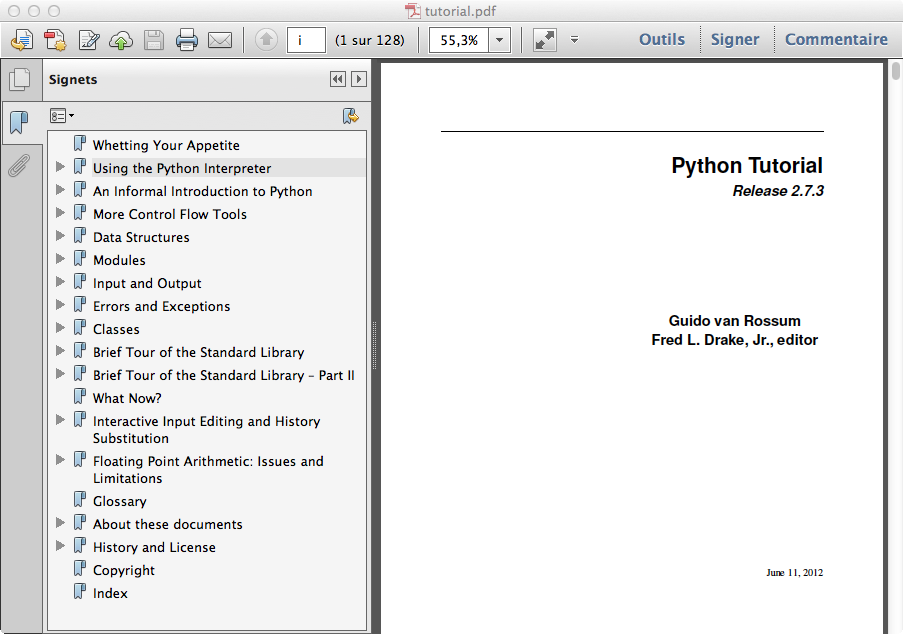 tutorial.pdf
i
(1 sur 128)
55,3%
Outils
Signer
Commentaire
Signets
Whetting Your Appetite
Using the Python Interpreter
An Informal Introduction to Python
More Control Flow Tools
Data Structures
Modules
Input and Output
Errors and Exceptions
Classes
Brief Tour of the Standard Library
Brief Tour of the Standard Library – Part II
What Now?
Interactive Input Editing and History
Substitution
Floating Point Arithmetic: Issues and
Limitations
Glossary
About these documents
History and License
Copyright
Index
Python Tutorial
Release 2.7.3
Guido van Rossum
Fred L. Drake, Jr., editor
June 11, 2012